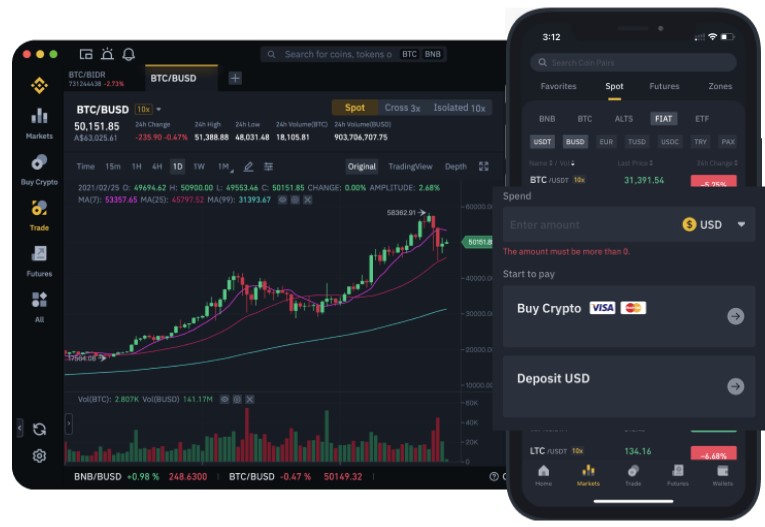 Search for coins, tokens o BTC BNB
BTC/BIDR
731244438 -2.73%
BTC/BUSD
Markets
Buy Crypto
Trade
Futures
All
BTC/BUSD 10x
50,151.85
A$63,025.61
24h Change
-235.90 -0.47%
24h High
51,388.88
24h Low
48,031.48
24h Volume(BTC)
18,105.81
24h Volume(BUSD)
903,706,707.75
Spot Cross 3x Isolated 10x
Time 15m 1H 4H 1D 1W 1M
Original TradingView Depth
2021/02/25 O: 49694.62 H: 50900.00 L: 49553.46 C: 50151.85 CHANGE: 0.00% AMPLITUDE: 2.68%
MA(7): 53357.65 MA(25): 45797.52 MA(99): 31393.67
58362.91
60000.00
50151.8
40000.00
30000.00
20000.00
17564.08
10000.00
Vol(BTC): 2.807K Vol(BUSD) 141.17M
60K
40K
20K
0
BNB/BUSD +0.98 % 248.6300 BTC/BUSD -0.47 % 50149.32
3:12
Search Coin Pairs
Favorites Spot Futures Zones
BNB BTC ALTS FIAT ETF
USDT BUSD EUR TUSD USDC TRY PAX
Name / Vol Last Price 24h Change
BTC /USDT 10x 31,391.54 -5.25%
Spend
Enter amount $ USD
The amount must be more than 0.
Start to pay
Buy Crypto VISA
Deposit USD
LTC /USDT 10x 134.16 -6.68%
Home Markets Trade Futures Wallets